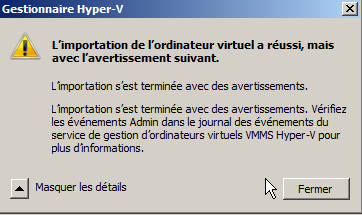 Gestionnaire Hyper-V
L'importation de l'ordinateur virtuel a réussi, mais
avec l'avertissement suivant.
L'importation s'est terminée avec des avertissements.
L'importation s'est terminée avec des avertissements. Vérifiez
les événements Admin dans le journal des événements du
service de gestion d'ordinateurs virtuels VMMS Hyper-V pour
plus d'informations.
Masquer les détails
Fermer